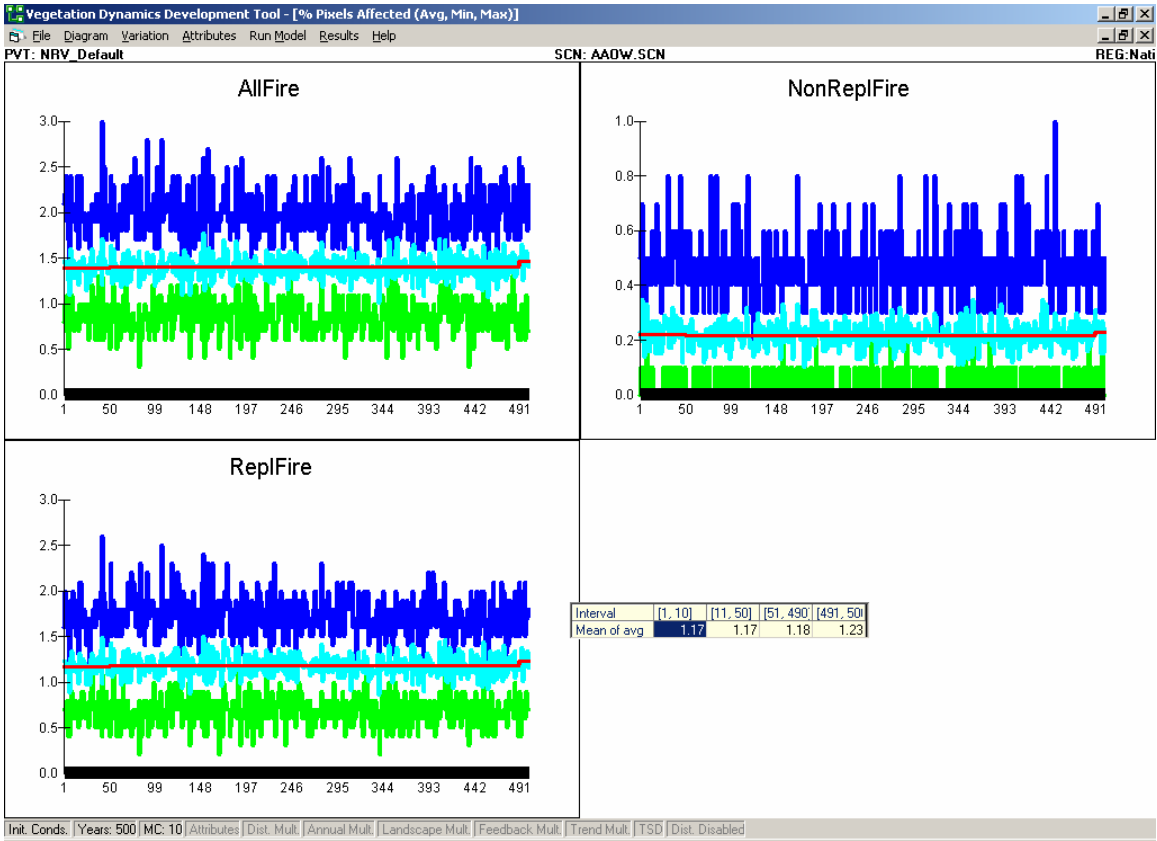 Vegetation Dynamics Development Tool - [% Pixels Affected (Avg, Min, Max)]
File Diagram Variation Attributes Run Model Results Help
PVT: NRV_Default SCN: AAOW.SCN REG:Nati
AllFire
3.0
2.5
2.0
1.5
1.0
0.5
0.0
1 50 99 148 197 246 295 344 393 442 491
NonReplFire
1.0
0.8
0.6
0.4
0.2
0.0
1 50 99 148 197 246 295 344 393 442 491
ReplFire
3.0
2.5
2.0
1.5
1.0
0.5
0.0
1 50 99 148 197 246 295 344 393 442 491
Interval [1, 10] [11, 50] [51, 490] [491, 50
Mean of avg 1.17 1.17 1.18 1.23
Init. Conds. Years: 500 MC: 10 Attributes Dist. Mult. Annual Mult. Landscape Mult. Feedback Mult. Trend Mult. TSD Dist. Disabled